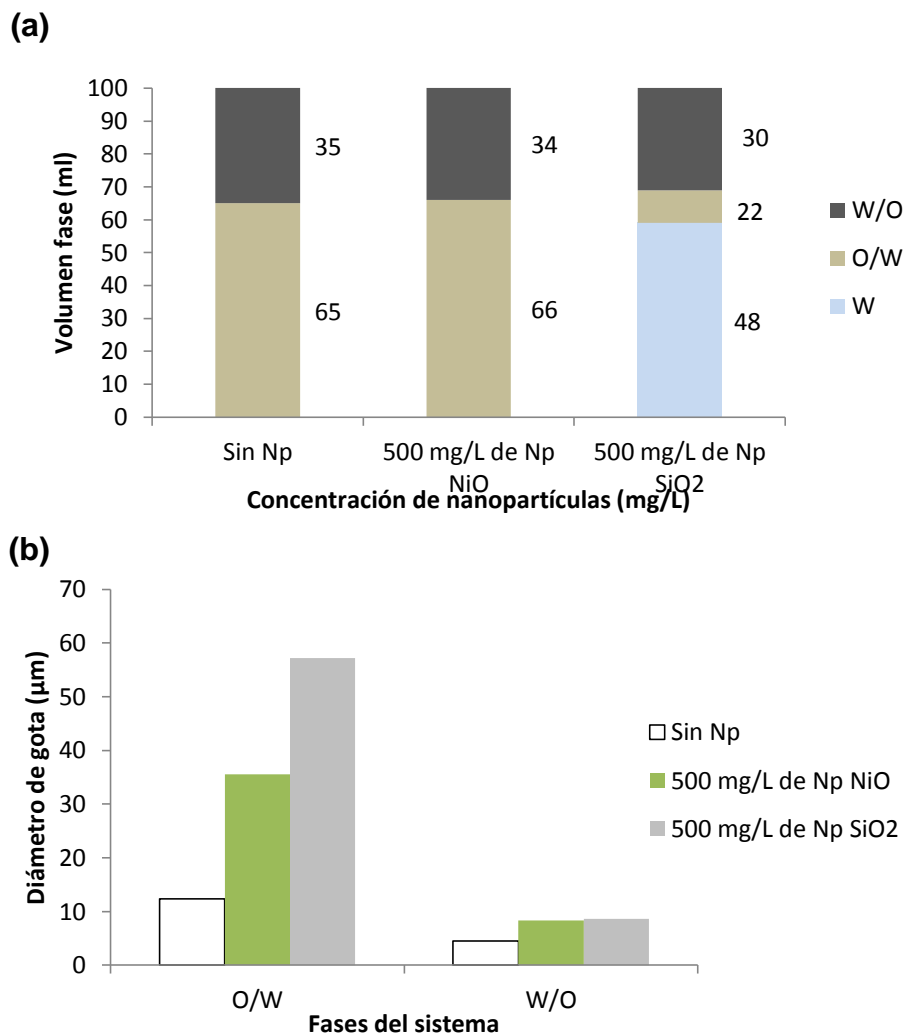 (a)
100
90
80
70
60
50
40
30
20
10
0
Volumen fase (ml)
35
65
34
66
30
22
48
W/O
O/W
W
Sin Np
500 mg/L de Np
NiO
500 mg/L de Np
SiO2
Concentración de nanopartículas (mg/L)
(b)
70
60
50
40
30
20
10
0
Diámetro de gota (µm)
Sin Np
500 mg/L de Np NiO
500 mg/L de Np SiO2
O/W
W/O
Fases del sistema